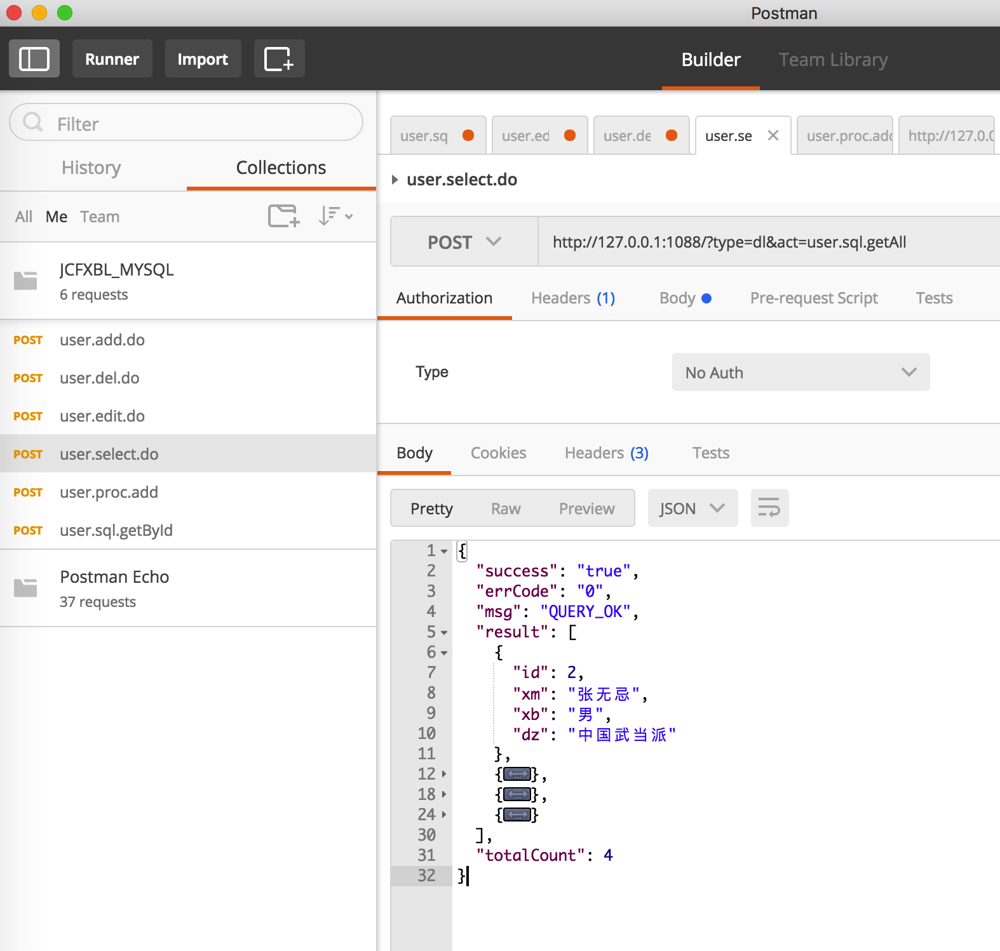 Postman
Runner
Import
Builder
Team Library
Filter
History
Collections
All Me Team
JCFXBL_MYSQL
6 requests
POST user.add.do
POST user.del.do
POST user.edit.do
POST user.select.do
POST user.proc.add
POST user.sql.getById
Postman Echo
37 requests
user.sq
user.ed
user.de
user.se
user.proc.add
http://127.0.0
user.select.do
POST
http://127.0.0.1:1088/?type=dl&act=user.sql.getAll
Authorization Headers (1) Body Pre-request Script Tests
Type No Auth
Body Cookies Headers (3) Tests
Pretty Raw Preview JSON
1 {
2 "success": "true",
3 "errCode": "0",
4 "msg": "QUERY_OK",
5 "result": [
6 {
7 "id": 2,
8 "xm": "张无忌",
9 "xb": "男",
10 "dz": "中国武当派"
11 },
12 {↔},
18 {↔},
24 {↔}
30 ],
31 "totalCount": 4
32 }